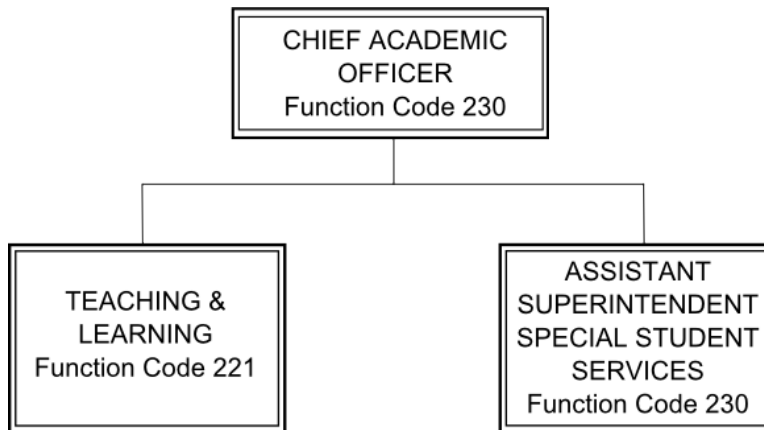 CHIEF ACADEMIC
OFFICER
Function Code 230
TEACHING &
LEARNING
Function Code 221
ASSISTANT
SUPERINTENDENT
SPECIAL STUDENT
SERVICES
Function Code 230